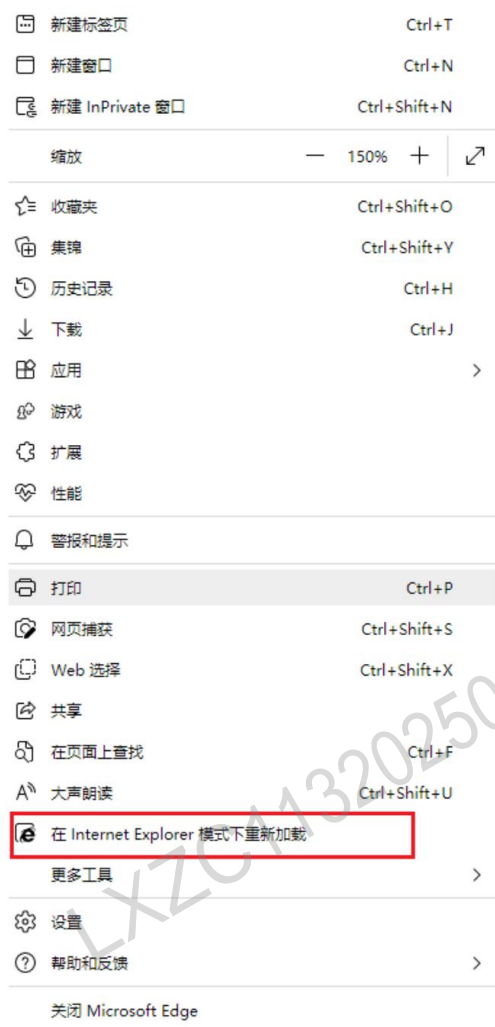 新建标签页 Ctrl+T
新建窗口 Ctrl+N
新建 InPrivate 窗口 Ctrl+Shift+N
缩放 — 150% +
收藏夹 Ctrl+Shift+O
集锦 Ctrl+Shift+Y
历史记录 Ctrl+H
下载 Ctrl+J
应用
游戏
扩展
性能
警报和提示
打印 Ctrl+P
网页捕获 Ctrl+Shift+S
Web 选择 Ctrl+Shift+X
共享
在页面上查找 Ctrl+F
大声朗读 Ctrl+Shift+U
在 Internet Explorer 模式下重新加载
更多工具
设置
帮助和反馈
关闭 Microsoft Edge
LXZC11320250